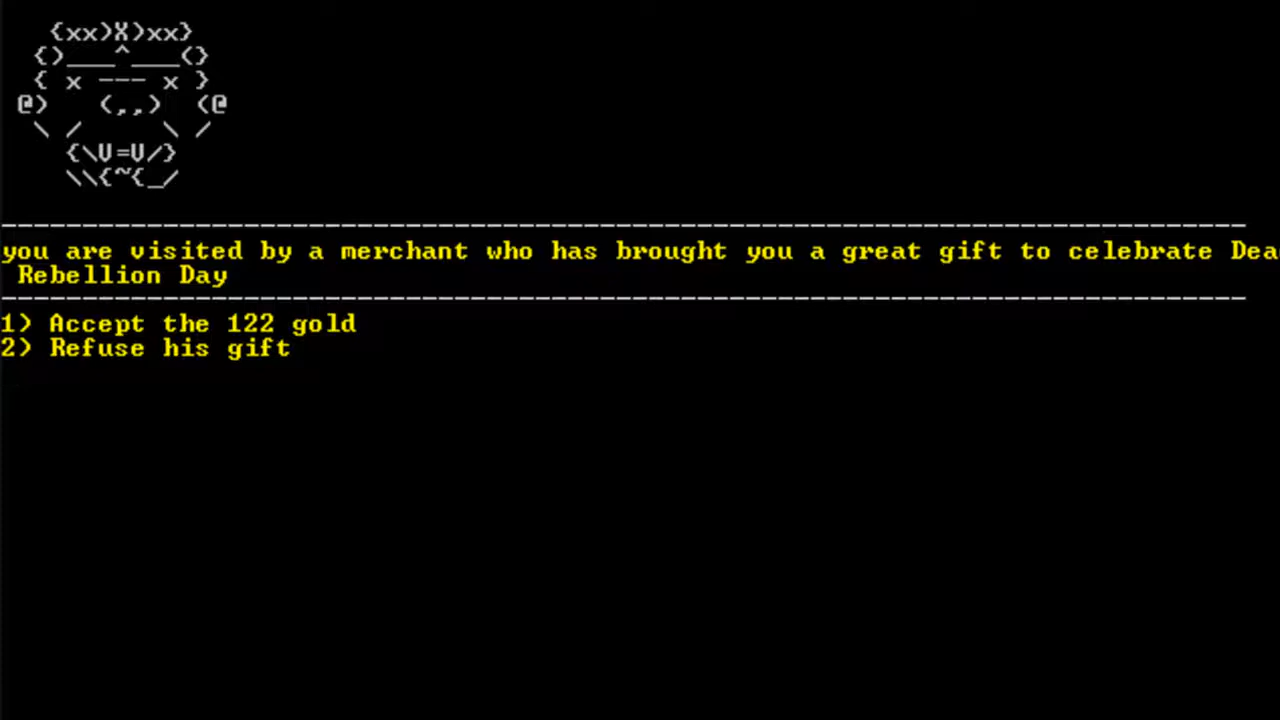 you are visited by a merchant who has brought you a great gift to celebrate Dea
Rebellion Day
1) Accept the 122 gold
2) Refuse his gift